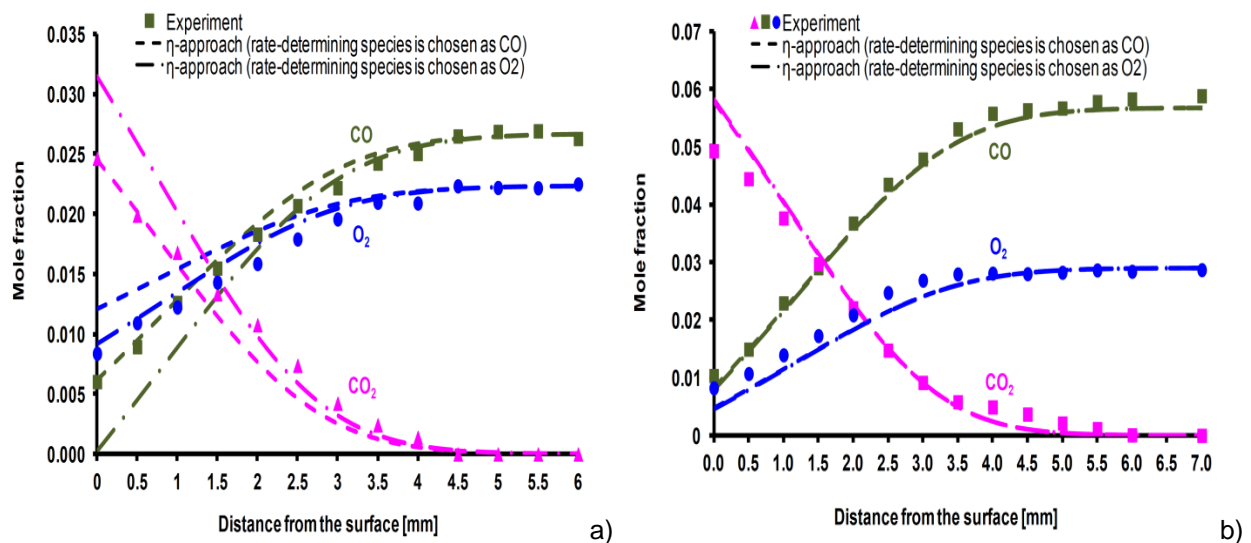 0.035
0.030
0.025
0.020
0.015
0.010
0.005
0.000
Mole fraction
Experiment
η-approach (rate-determining species is chosen as CO)
η-approach (rate-determining species is chosen as O2)
CO
O2
CO2
0 0.5 1 1.5 2 2.5 3 3.5 4 4.5 5 5.5 6
Distance from the surface [mm]
a)
0.07
0.06
0.05
0.04
0.03
0.02
0.01
0
Mole fraction
Experiment
η-approach (rate-determining species is chosen as CO)
η-approach (rate-determining species is chosen as O2)
CO
O2
CO2
0.0 0.5 1.0 1.5 2.0 2.5 3.0 3.5 4.0 4.5 5.0 5.5 6.0 7.0
Distance from the surface [mm]
b)